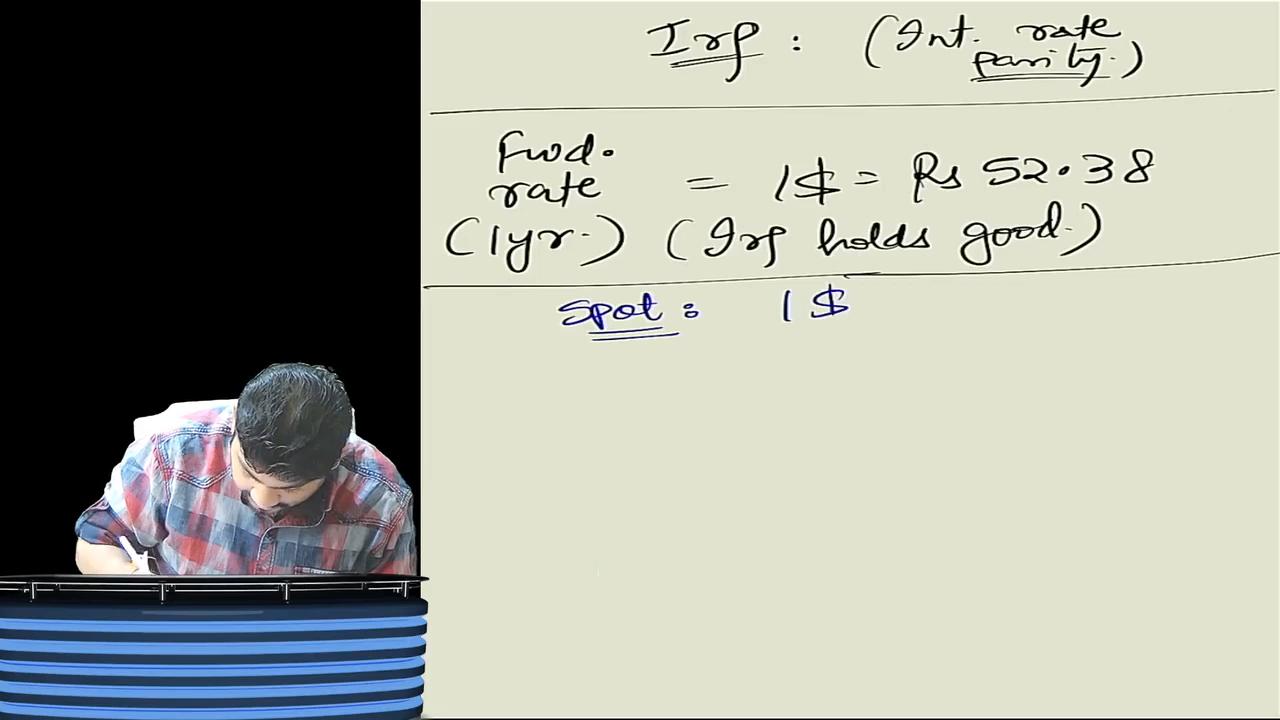 Irp : (Int. rate
parity.)
Fwd.
rate = 1$ = Rs 52.38
(1yr.) (Irp holds good.)
Spot : 1 $